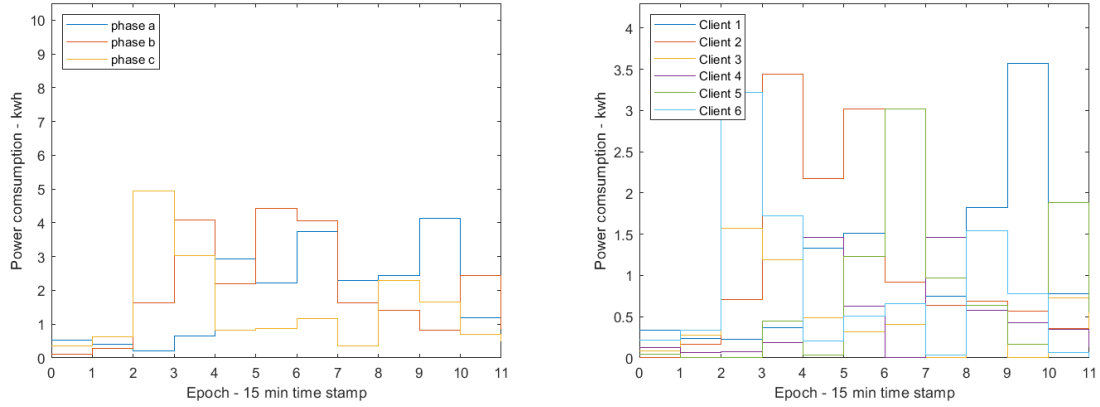 10
9
8
7
6
5
4
3
2
1
0
Power comsumption - kwh
phase a
phase b
phase c
0 1 2 3 4 5 6 7 8 9 10 11
Epoch - 15 min time stamp
4
3.5
3
2.5
2
1.5
1
0.5
0
Power comsumption - kwh
Client 1
Client 2
Client 3
Client 4
Client 5
Client 6
0 1 2 3 4 5 6 7 8 9 10 11
Epoch - 15 min time stamp